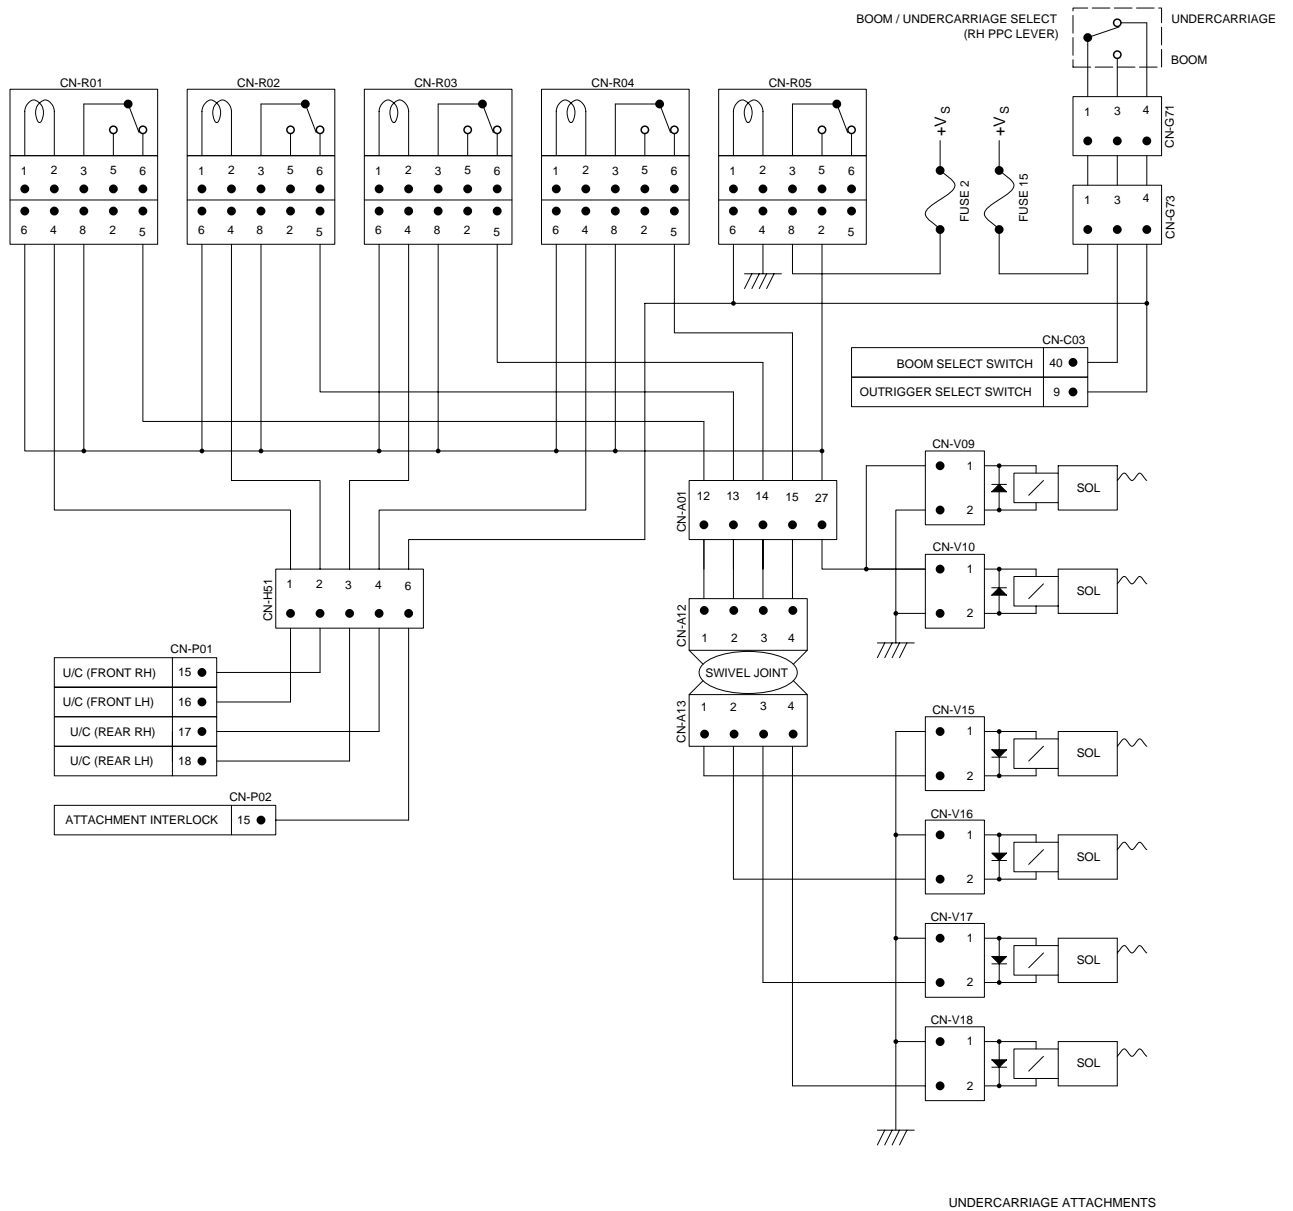 BOOM / UNDERCARRIAGE SELECT
(RH PPC LEVER)
UNDERCARRIAGE
BOOM
CN-R01
CN-R02
CN-R03
CN-R04
CN-R05
1 2 3 5 6
6 4 8 2 5
1 2 3 5 6
6 4 8 2 5
1 2 3 5 6
6 4 8 2 5
1 2 3 5 6
6 4 8 2 5
1 2 3 5 6
6 4 8 2 5
+VS
FUSE 2
+VS
FUSE 15
1 3 4
CN-G71
1 3 4
CN-G73
CN-C03
BOOM SELECT SWITCH 40
OUTRIGGER SELECT SWITCH 9
CN-A01
12 13 14 15 27
CN-V09
1
2
SOL
CN-V10
1
2
SOL
CN-H51
1 2 3 4 6
CN-A12
1 2 3 4
SWIVEL JOINT
CN-A13
1 2 3 4
CN-P01
U/C (FRONT RH) 15
U/C (FRONT LH) 16
U/C (REAR RH) 17
U/C (REAR LH) 18
CN-P02
ATTACHMENT INTERLOCK 15
CN-V15
1
2
SOL
CN-V16
1
2
SOL
CN-V17
1
2
SOL
CN-V18
1
2
SOL
UNDERCARRIAGE ATTACHMENTS